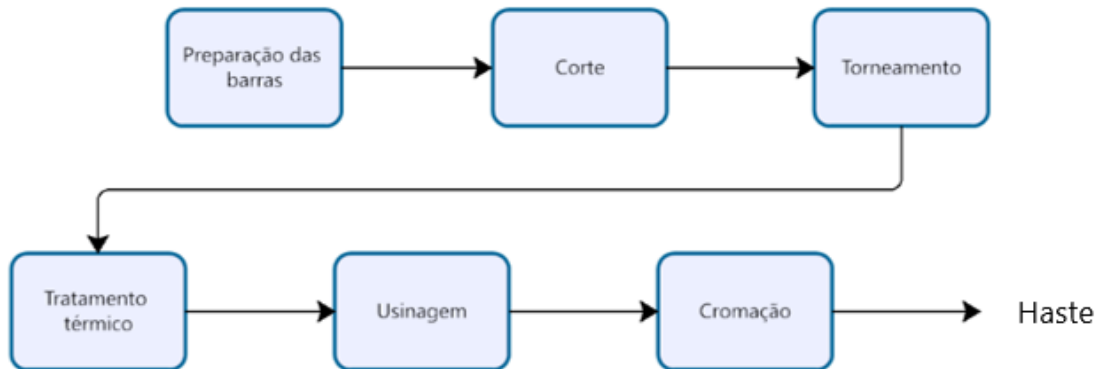 Preparação das
barras
Corte
Torneamento
Tratamento
térmico
Usinagem
Cromação
Haste